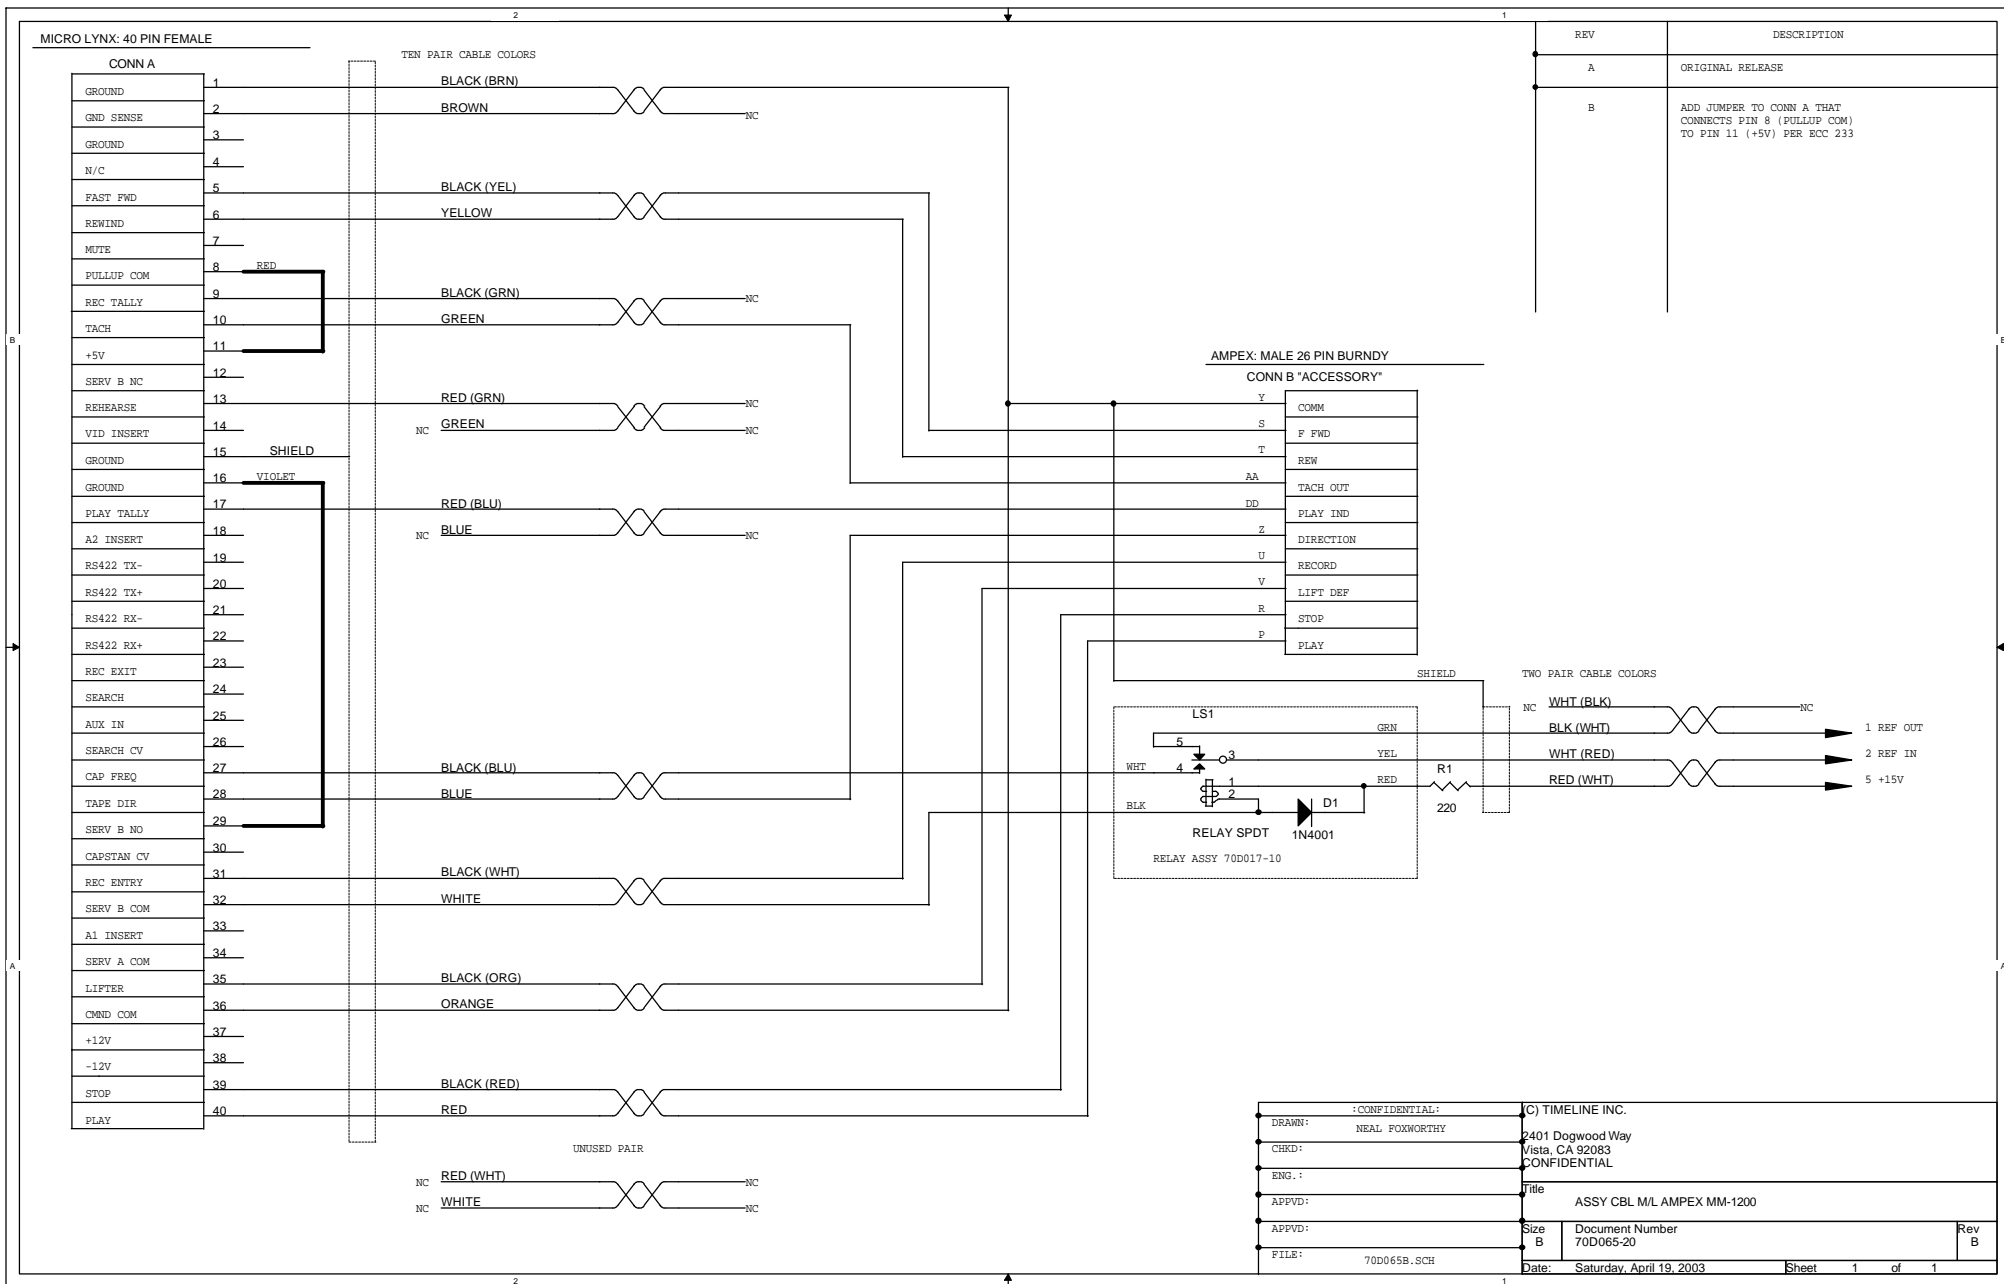 2
1
MICRO LYNX: 40 PIN FEMALE
CONN A
TEN PAIR CABLE COLORS
REV DESCRIPTION
A ORIGINAL RELEASE
B ADD JUMPER TO CONN A THAT
CONNECTS PIN 8 (PULLUP COM)
TO PIN 11 (+5V) PER ECC 233
GROUND 1 BLACK (BRN)
GND SENSE 2 BROWN NC
GROUND 3
N/C 4
FAST FWD 5 BLACK (YEL)
REWIND 6 YELLOW
MUTE 7
PULLUP COM 8 RED
REC TALLY 9 BLACK (GRN) NC
TACH 10 GREEN
+5V 11
SERV B NC 12
REHEARSE 13 RED (GRN) NC
VID INSERT 14 NC GREEN NC
GROUND 15 SHIELD
GROUND 16 VIOLET
PLAY TALLY 17 RED (BLU)
A2 INSERT 18 NC BLUE NC
RS422 TX- 19
RS422 TX+ 20
RS422 RX- 21
RS422 RX+ 22
REC EXIT 23
SEARCH 24
AUX IN 25
SEARCH CV 26
CAP FREQ 27 BLACK (BLU)
TAPE DIR 28 BLUE
SERV B NO 29
CAPSTAN CV 30
REC ENTRY 31 BLACK (WHT)
SERV B COM 32 WHITE
A1 INSERT 33
SERV A COM 34
LIFTER 35 BLACK (ORG)
CMND COM 36 ORANGE
+12V 37
-12V 38
STOP 39 BLACK (RED)
PLAY 40 RED
UNUSED PAIR
NC RED (WHT) NC
NC WHITE NC
AMPEX: MALE 26 PIN BURNDY
CONN B "ACCESSORY"
Y COMM
S F FWD
T REW
AA TACH OUT
DD PLAY IND
Z DIRECTION
U RECORD
V LIFT DEF
R STOP
P PLAY
SHIELD
TWO PAIR CABLE COLORS
NC WHT (BLK) NC
LS1
GRN BLK (WHT) 1 REF OUT
5
3 YEL WHT (RED) 2 REF IN
WHT 4
1 RED R1 RED (WHT) 5 +15V
2
BLK
D1
220
RELAY SPDT
1N4001
RELAY ASSY 70D017-10
B
B
A
A
:CONFIDENTIAL:
DRAWN: NEAL FOXWORTHY
CHKD:
ENG.:
APPVD:
APPVD:
FILE: 70D065B.SCH
(C) TIMELINE INC.
2401 Dogwood Way
Vista, CA 92083
CONFIDENTIAL
Title
ASSY CBL M/L AMPEX MM-1200
Size Document Number Rev
B 70D065-20 B
Date: Saturday, April 19, 2003 Sheet 1 of 1
2
1